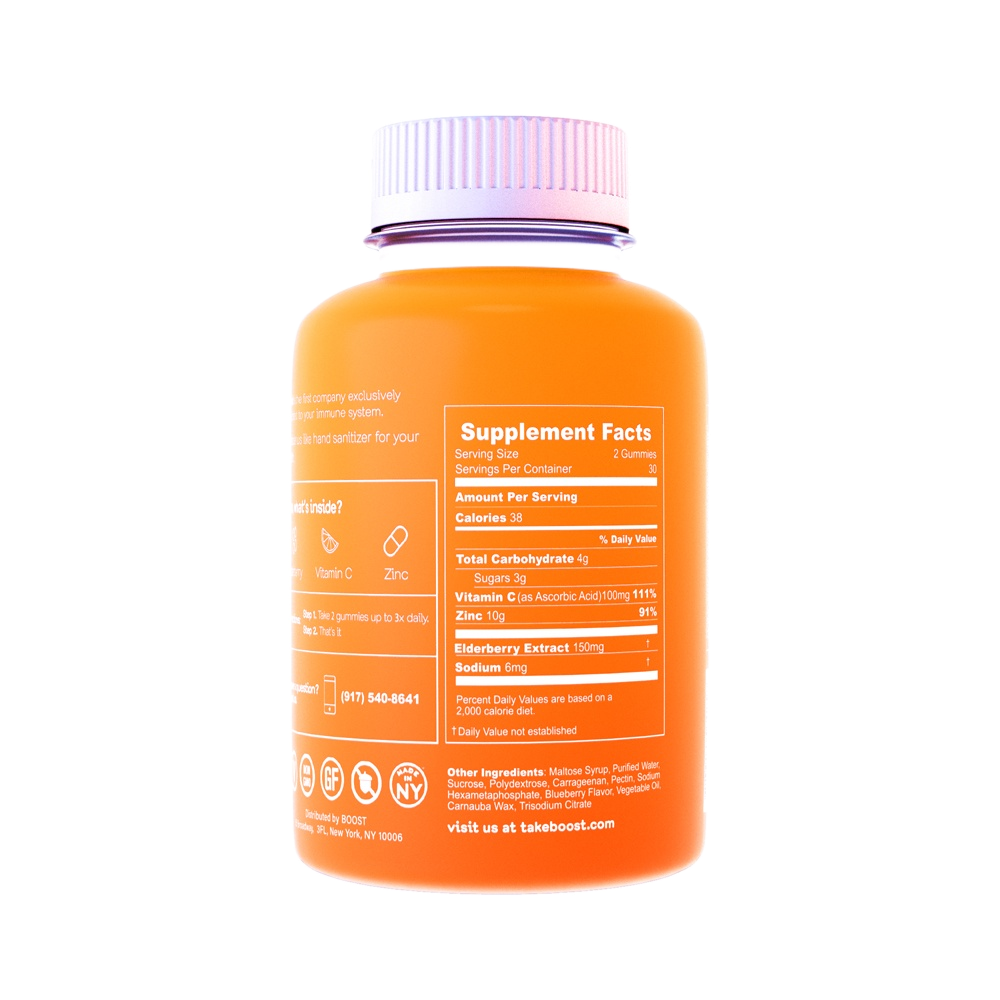 the first company exclusively
to your immune system.
like hand sanitizer for your
what's inside?
Vitamin C
Zinc
Step 1. Take 2 gummies up to 3x daily.
Step 2. That's it
question?
(917) 540-8641
NON
GMO
GF
MADE
IN
NY
Distributed by BOOST
3FL, New York, NY 10006
Supplement Facts
Serving Size 2 Gummies
Servings Per Container 30
Amount Per Serving
Calories 38
% Daily Value
Total Carbohydrate 4g
Sugars 3g
Vitamin C (as Ascorbic Acid) 100mg 111%
Zinc 10g 91%
Elderberry Extract 150mg †
Sodium 6mg †
Percent Daily Values are based on a
2,000 calorie diet.
† Daily Value not established
Other Ingredients: Maltose Syrup, Purified Water,
Sucrose, Polydextrose, Carrageenan, Pectin, Sodium
Hexametaphosphate, Blueberry Flavor, Vegetable Oil,
Carnauba Wax, Trisodium Citrate
visit us at takeboost.com